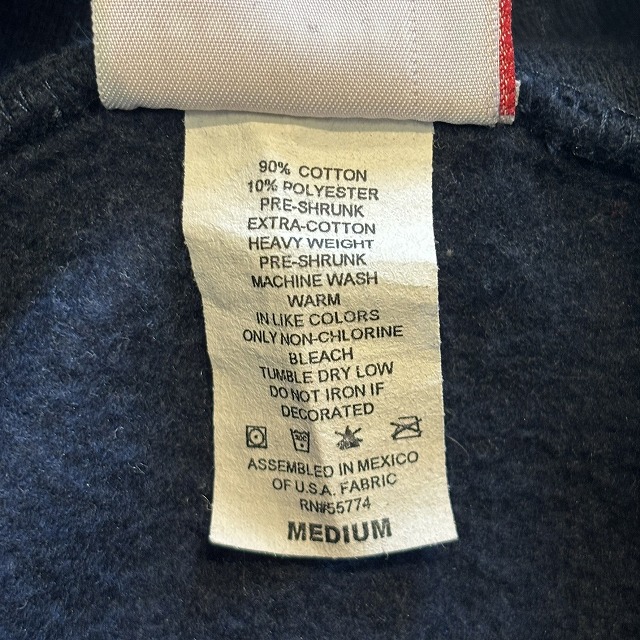 90% COTTON
10% POLYESTER
PRE-SHRUNK
EXTRA-COTTON
HEAVY WEIGHT
PRE-SHRUNK
MACHINE WASH
WARM
IN LIKE COLORS
ONLY NON-CHLORINE
BLEACH
TUMBLE DRY LOW
DO NOT IRON IF
DECORATED
ASSEMBLED IN MEXICO
OF U.S.A. FABRIC
RN#55774
MEDIUM